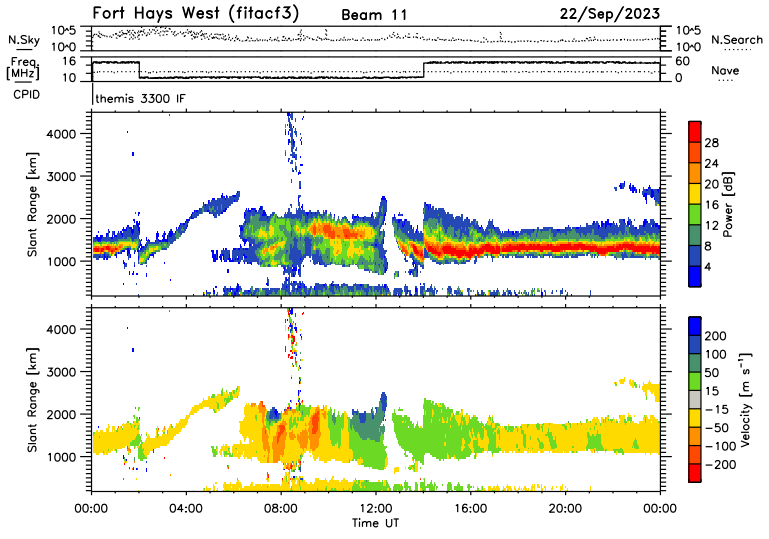 Fort Hays West (fitacf3) Beam 11 22/Sep/2023
N.Sky 10^5 10^0 10^5 10^0 N.Search
Freq. [MHz] 16 10 60 0 Nave
CPID themis 3300 IF
Slant Range [km] 4000 3000 2000 1000
Power [dB] 28 24 20 16 12 8 4
Slant Range [km] 4000 3000 2000 1000
Velocity [m s⁻¹] 200 100 50 15 −15 −50 −100 −200
00:00 04:00 08:00 12:00 16:00 20:00 00:00
Time UT